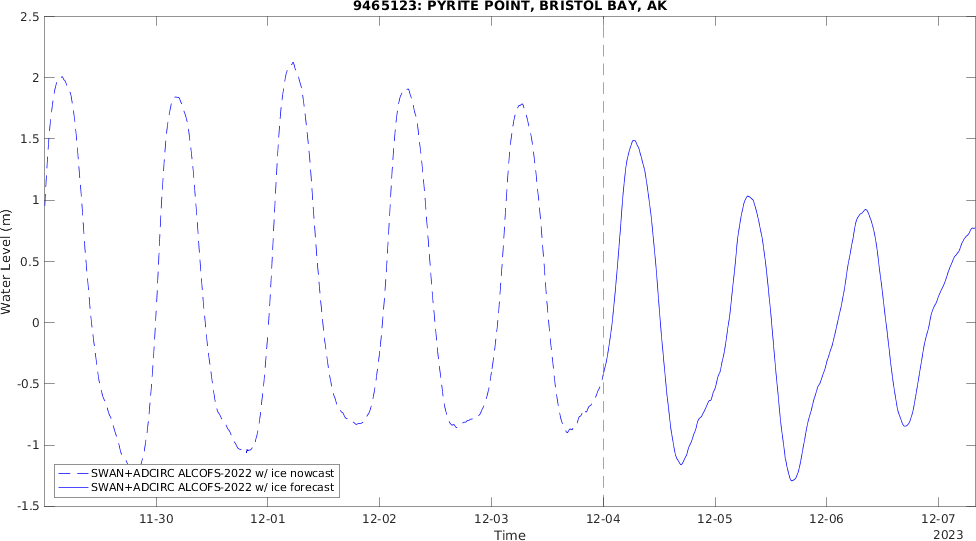 9465123: PYRITE POINT, BRISTOL BAY, AK
2.5
2
1.5
1
0.5
0
-0.5
-1
-1.5
Water Level (m)
SWAN+ADCIRC ALCOFS-2022 w/ ice nowcast
SWAN+ADCIRC ALCOFS-2022 w/ ice forecast
11-30 12-01 12-02 12-03 12-04 12-05 12-06 12-07
Time
2023